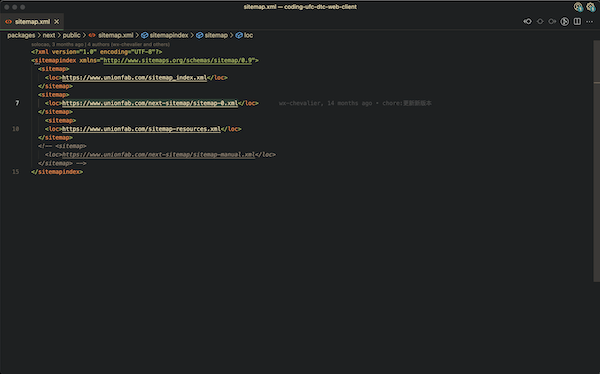 sitemap.xml — coding-ufc-dtc-web-client
sitemap.xml
packages > next > public > sitemap.xml > sitemapindex > sitemap > loc
3 months ago | 4 authors (wo-chevalier and others)
<?xml version="1.0" encoding="UTF-8"?>
<sitemapindex xmlns="http://www.sitemaps.org/schemas/sitemap/0.9">
<sitemap>
<loc>https://www.unionfab.com/sitemap_index.xml</loc>
</sitemap>
<sitemap>
7 <loc>https://www.unionfab.com/next-sitemap/sitemap-0.xml</loc> wo-chevalier, 14 months ago • chore:
</sitemap>
<sitemap>
10 <loc>https://www.unionfab.com/sitemap-resources.xml</loc>
</sitemap>
<!-- <sitemap>
<loc>https://www.unionfab.com/next-sitemap/sitemap-manual.xml</loc>
</sitemap> -->
15 </sitemapindex>